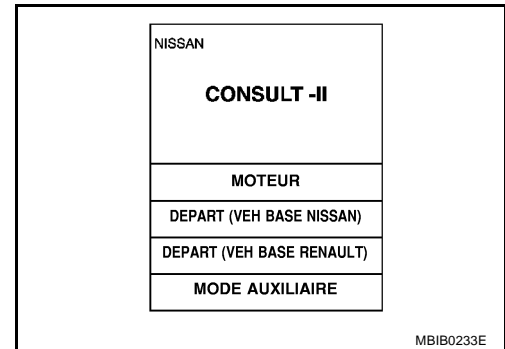 NISSAN
CONSULT -II
MOTEUR
DEPART (VEH BASE NISSAN)
DEPART (VEH BASE RENAULT)
MODE AUXILIAIRE
MBIB0233E